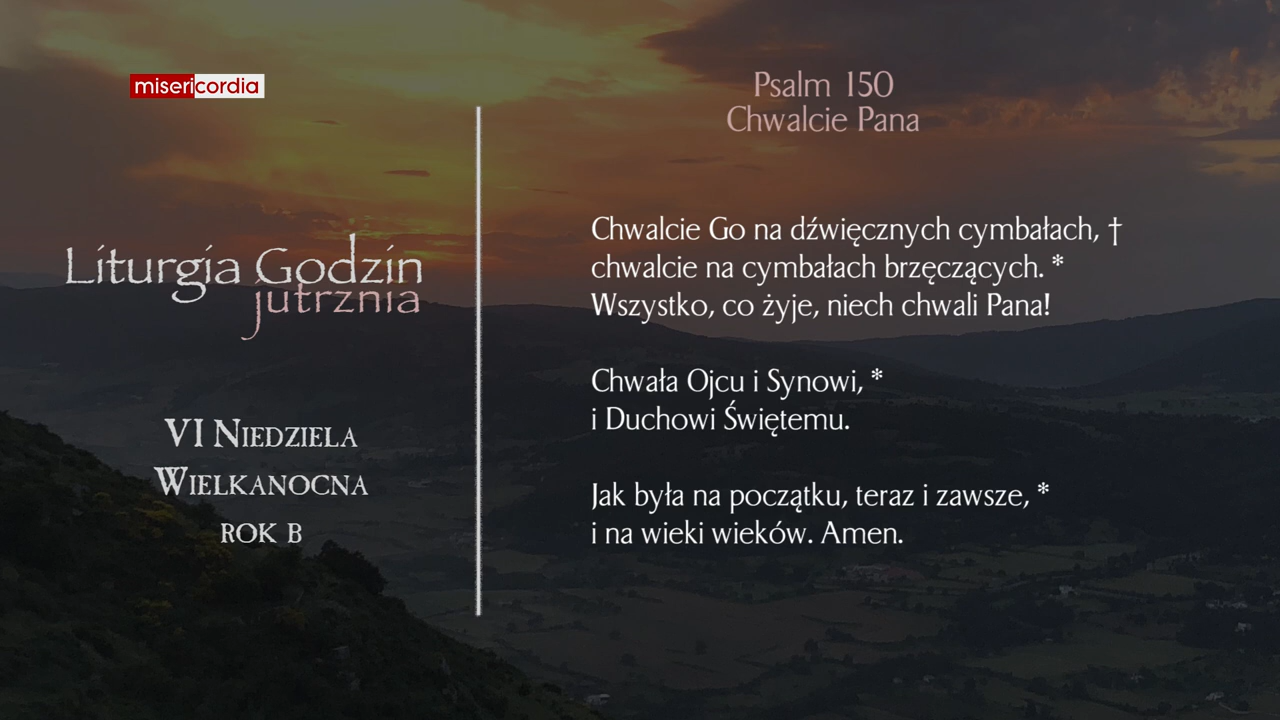 misericordia
Liturgia Godzin
jutrznia
VI Niedziela
Wielkanocna
rok B
Psalm 150
Chwalcie Pana
Chwalcie Go na dźwięcznych cymbałach, †
chwalcie na cymbałach brzęczących. *
Wszystko, co żyje, niech chwali Pana!
Chwała Ojcu i Synowi, *
i Duchowi Świętemu.
Jak była na początku, teraz i zawsze, *
i na wieki wieków. Amen.